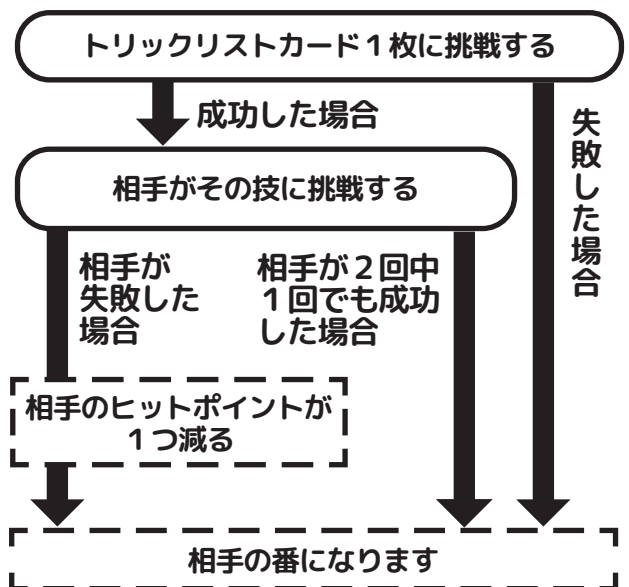 トリックリストカード１枚に挑戦する
成功した場合
失敗した場合
相手がその技に挑戦する
相手が
失敗した
場合
相手が２回中
１回でも成功
した場合
相手のヒットポイントが
１つ減る
相手の番になります